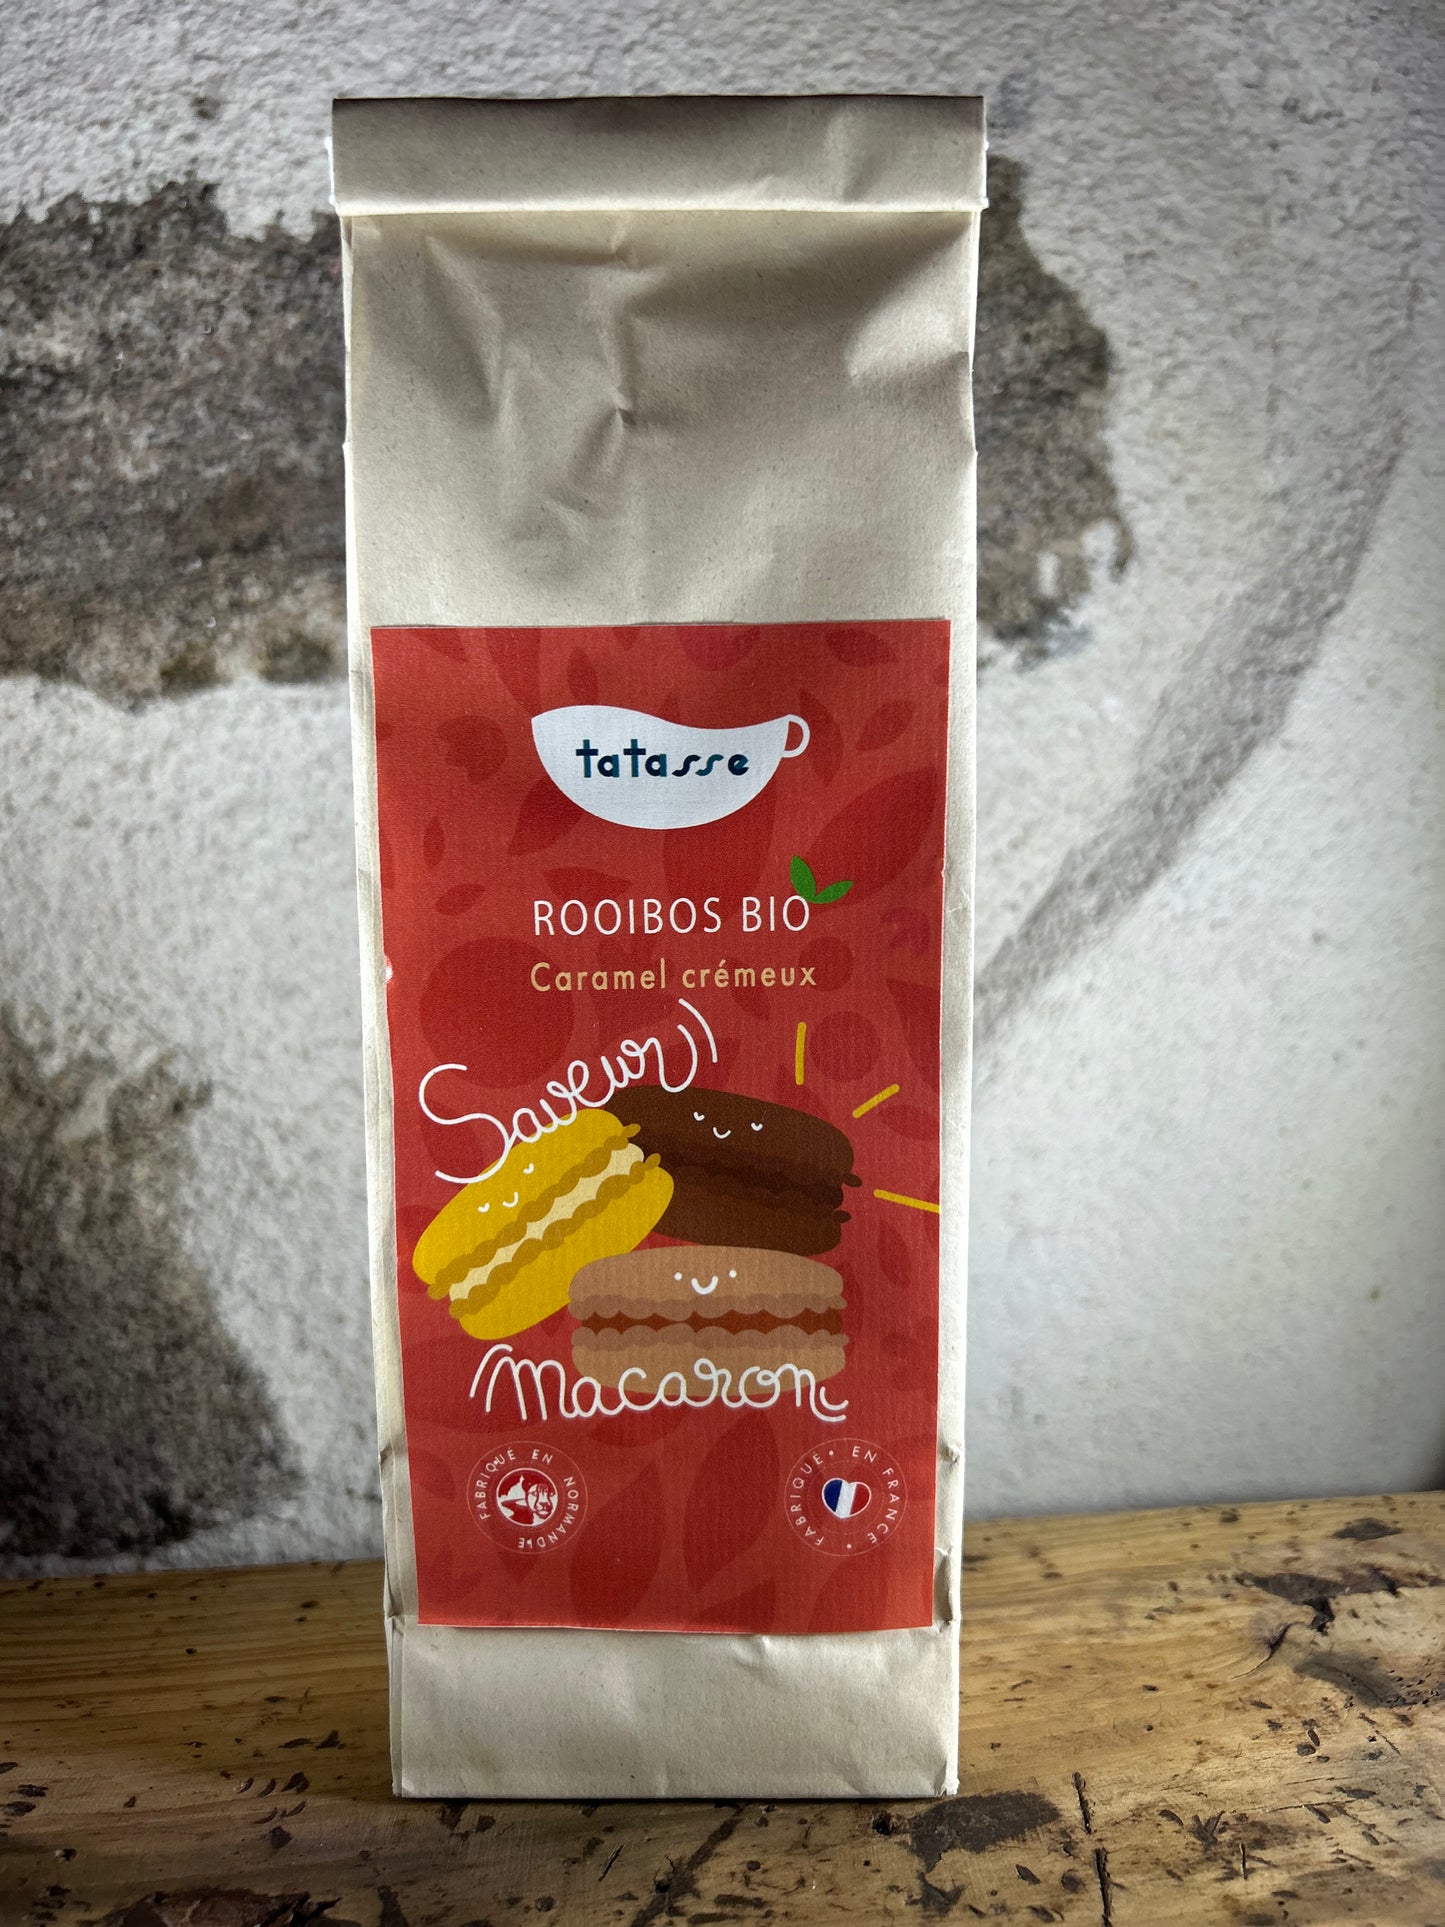 tatasse
ROOIBOS BIO
Caramel crémeux
Saveur
Macaron
FABRIQUÉ EN NORMANDIE
FABRIQUÉ • EN FRANCE •